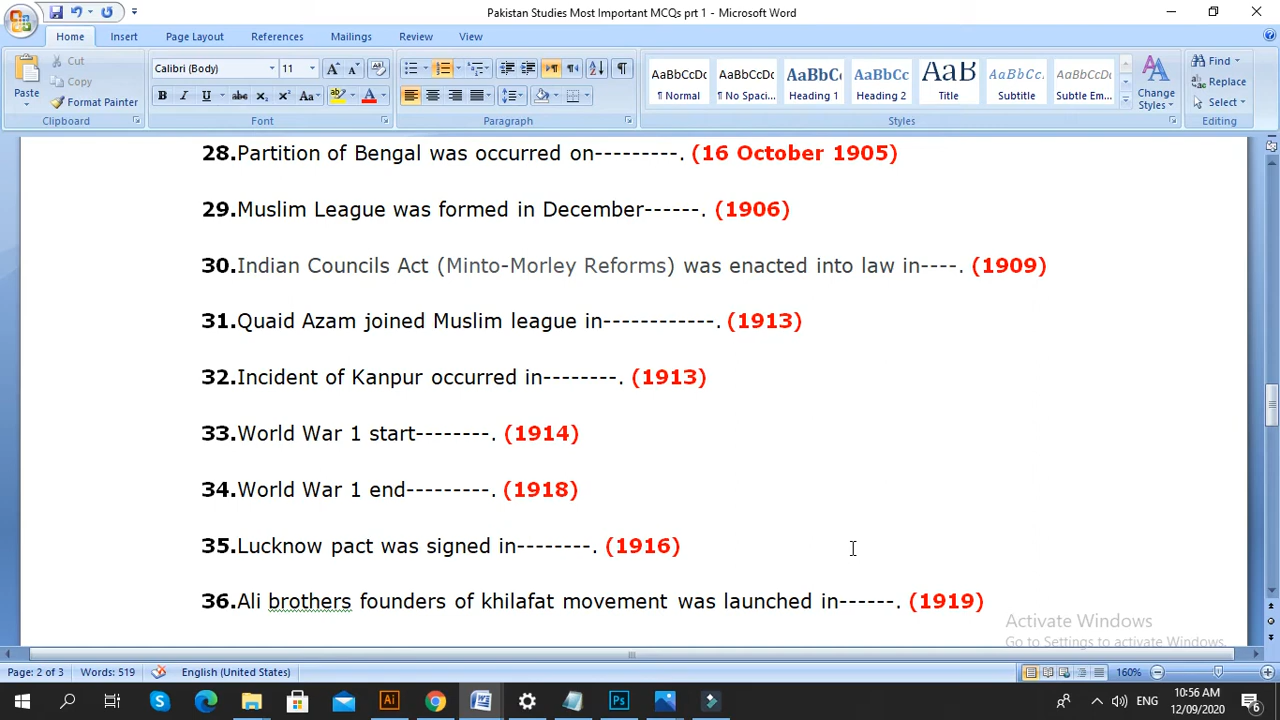 Pakistan Studies Most Important MCQs prt 1 - Microsoft Word
Home Insert Page Layout References Mailings Review View
Paste Cut Copy Format Painter
Calibri (Body) 11
AaBbCcDc AaBbCcDc AaBbC AaBbCc AaB AaBbCcL AaBbCcDc
¶ Normal ¶ No Spaci... Heading 1 Heading 2 Title Subtitle Subtle Em...
Change Styles
Find Replace Select
Clipboard Font Paragraph Styles Editing
28.Partition of Bengal was occurred on---------. (16 October 1905)
29.Muslim League was formed in December------. (1906)
30.Indian Councils Act (Minto-Morley Reforms) was enacted into law in----. (1909)
31.Quaid Azam joined Muslim league in------------. (1913)
32.Incident of Kanpur occurred in--------. (1913)
33.World War 1 start--------. (1914)
34.World War 1 end---------. (1918)
35.Lucknow pact was signed in--------. (1916)
36.Ali brothers founders of khilafat movement was launched in------. (1919)
Activate Windows
Go to Settings to activate Windows.
Page: 2 of 3 Words: 519 English (United States) 160%
ENG 10:56 AM
12/09/2020 6